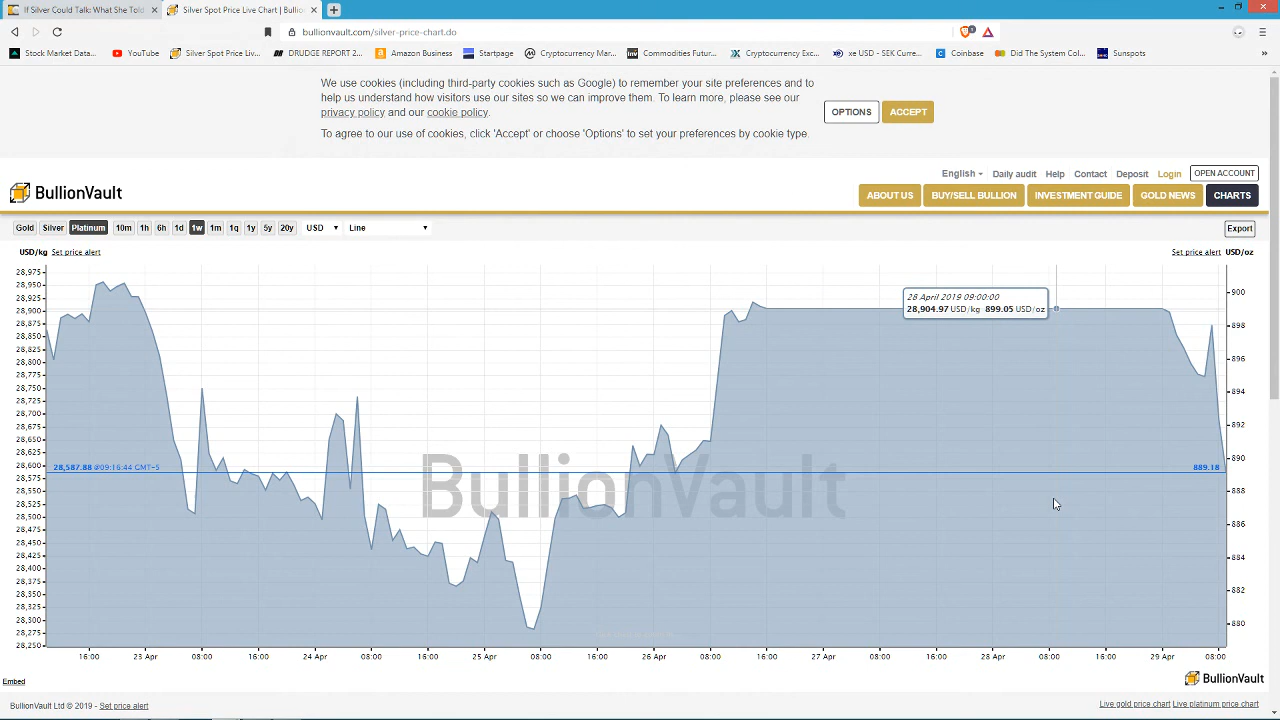 If Silver Could Talk: What She Told
Silver Spot Price Live Chart | Bullic
bullionvault.com/silver-price-chart.do
Stock Market Data...
YouTube
Silver Spot Price Liv...
DRUDGE REPORT 2...
Amazon Business
Startpage
Cryptocurrency Mar...
Commodities Futur...
Cryptocurrency Exc...
xe USD - SEK Curre...
Coinbase
Did The System Col...
Sunspots
We use cookies (including third-party cookies such as Google) to remember your site preferences and to
help us understand how visitors use our sites so we can improve them. To learn more, please see our
privacy policy and our cookie policy.
To agree to our use of cookies, click 'Accept' or choose 'Options' to set your preferences by cookie type.
OPTIONS
ACCEPT
BullionVault
English
Daily audit
Help
Contact
Deposit
Login
OPEN ACCOUNT
ABOUT US
BUY/SELL BULLION
INVESTMENT GUIDE
GOLD NEWS
CHARTS
Gold
Silver
Platinum
10m
1h
6h
1d
1w
1m
1q
1y
5y
20y
USD
Line
Export
USD/kg
Set price alert
Set price alert
USD/oz
28,975
28,950
28,925
28,900
28,875
28,850
28,825
28,800
28,775
28,750
28,725
28,700
28,675
28,650
28,625
28,600
28,575
28,550
28,525
28,500
28,475
28,450
28,425
28,400
28,375
28,350
28,325
28,300
28,275
28,250
900
898
896
894
892
890
888
886
884
882
880
28 April 2019 09:00:00
28,904.97 USD/kg 899.05 USD/oz
28,587.88 @09:16:44 GMT-5
889.18
BullionVault
16:00
23 Apr
08:00
16:00
24 Apr
08:00
16:00
25 Apr
08:00
16:00
26 Apr
08:00
16:00
27 Apr
08:00
16:00
28 Apr
08:00
16:00
29 Apr
08:00
Embed
BullionVault
BullionVault Ltd © 2019 - Set price alert
Live gold price chart
Live platinum price chart